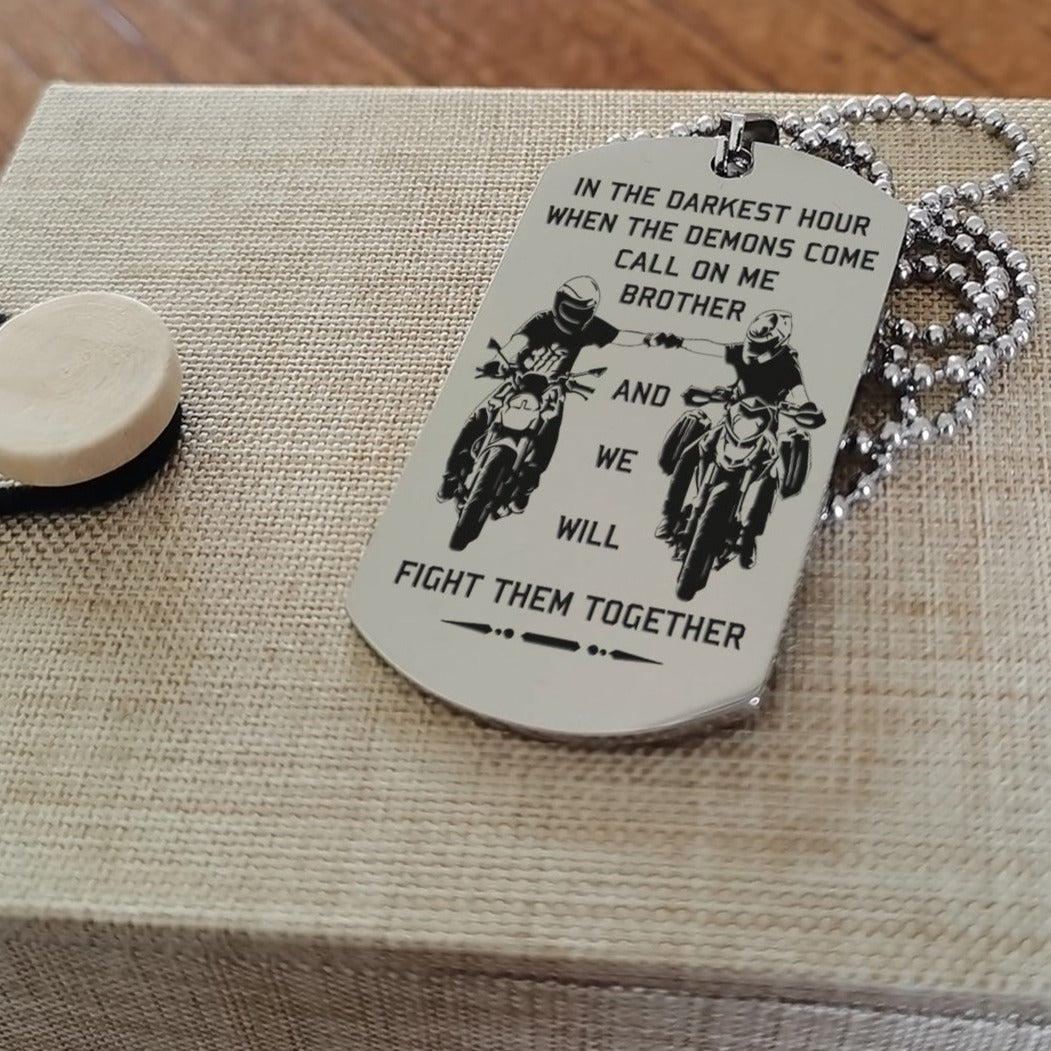 IN THE DARKEST HOUR
WHEN THE DEMONS COME
CALL ON ME
BROTHER
AND
WE
WILL
FIGHT THEM TOGETHER